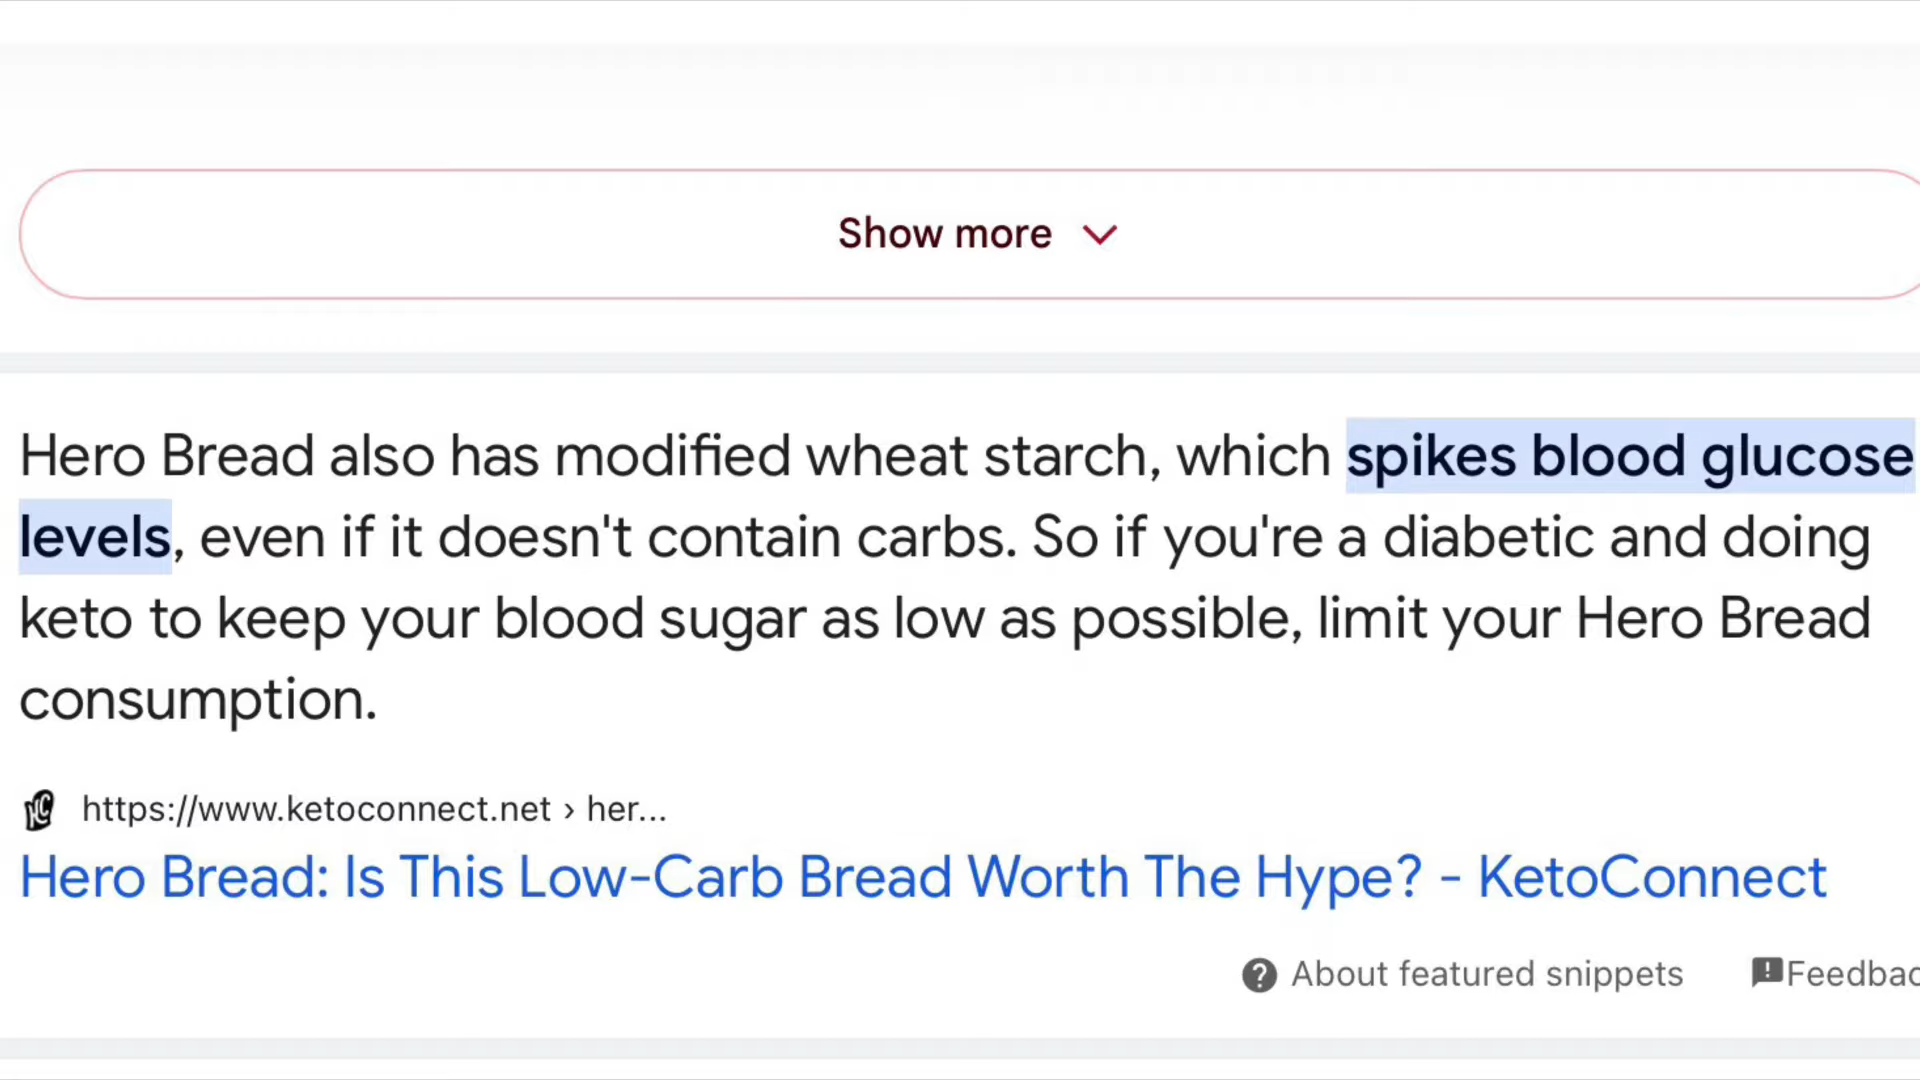 Show more
Hero Bread also has modified wheat starch, which spikes blood glucose
levels, even if it doesn't contain carbs. So if you're a diabetic and doing
keto to keep your blood sugar as low as possible, limit your Hero Bread
consumption.
https://www.ketoconnect.net › her...
Hero Bread: Is This Low-Carb Bread Worth The Hype? - KetoConnect
About featured snippets Feedbac